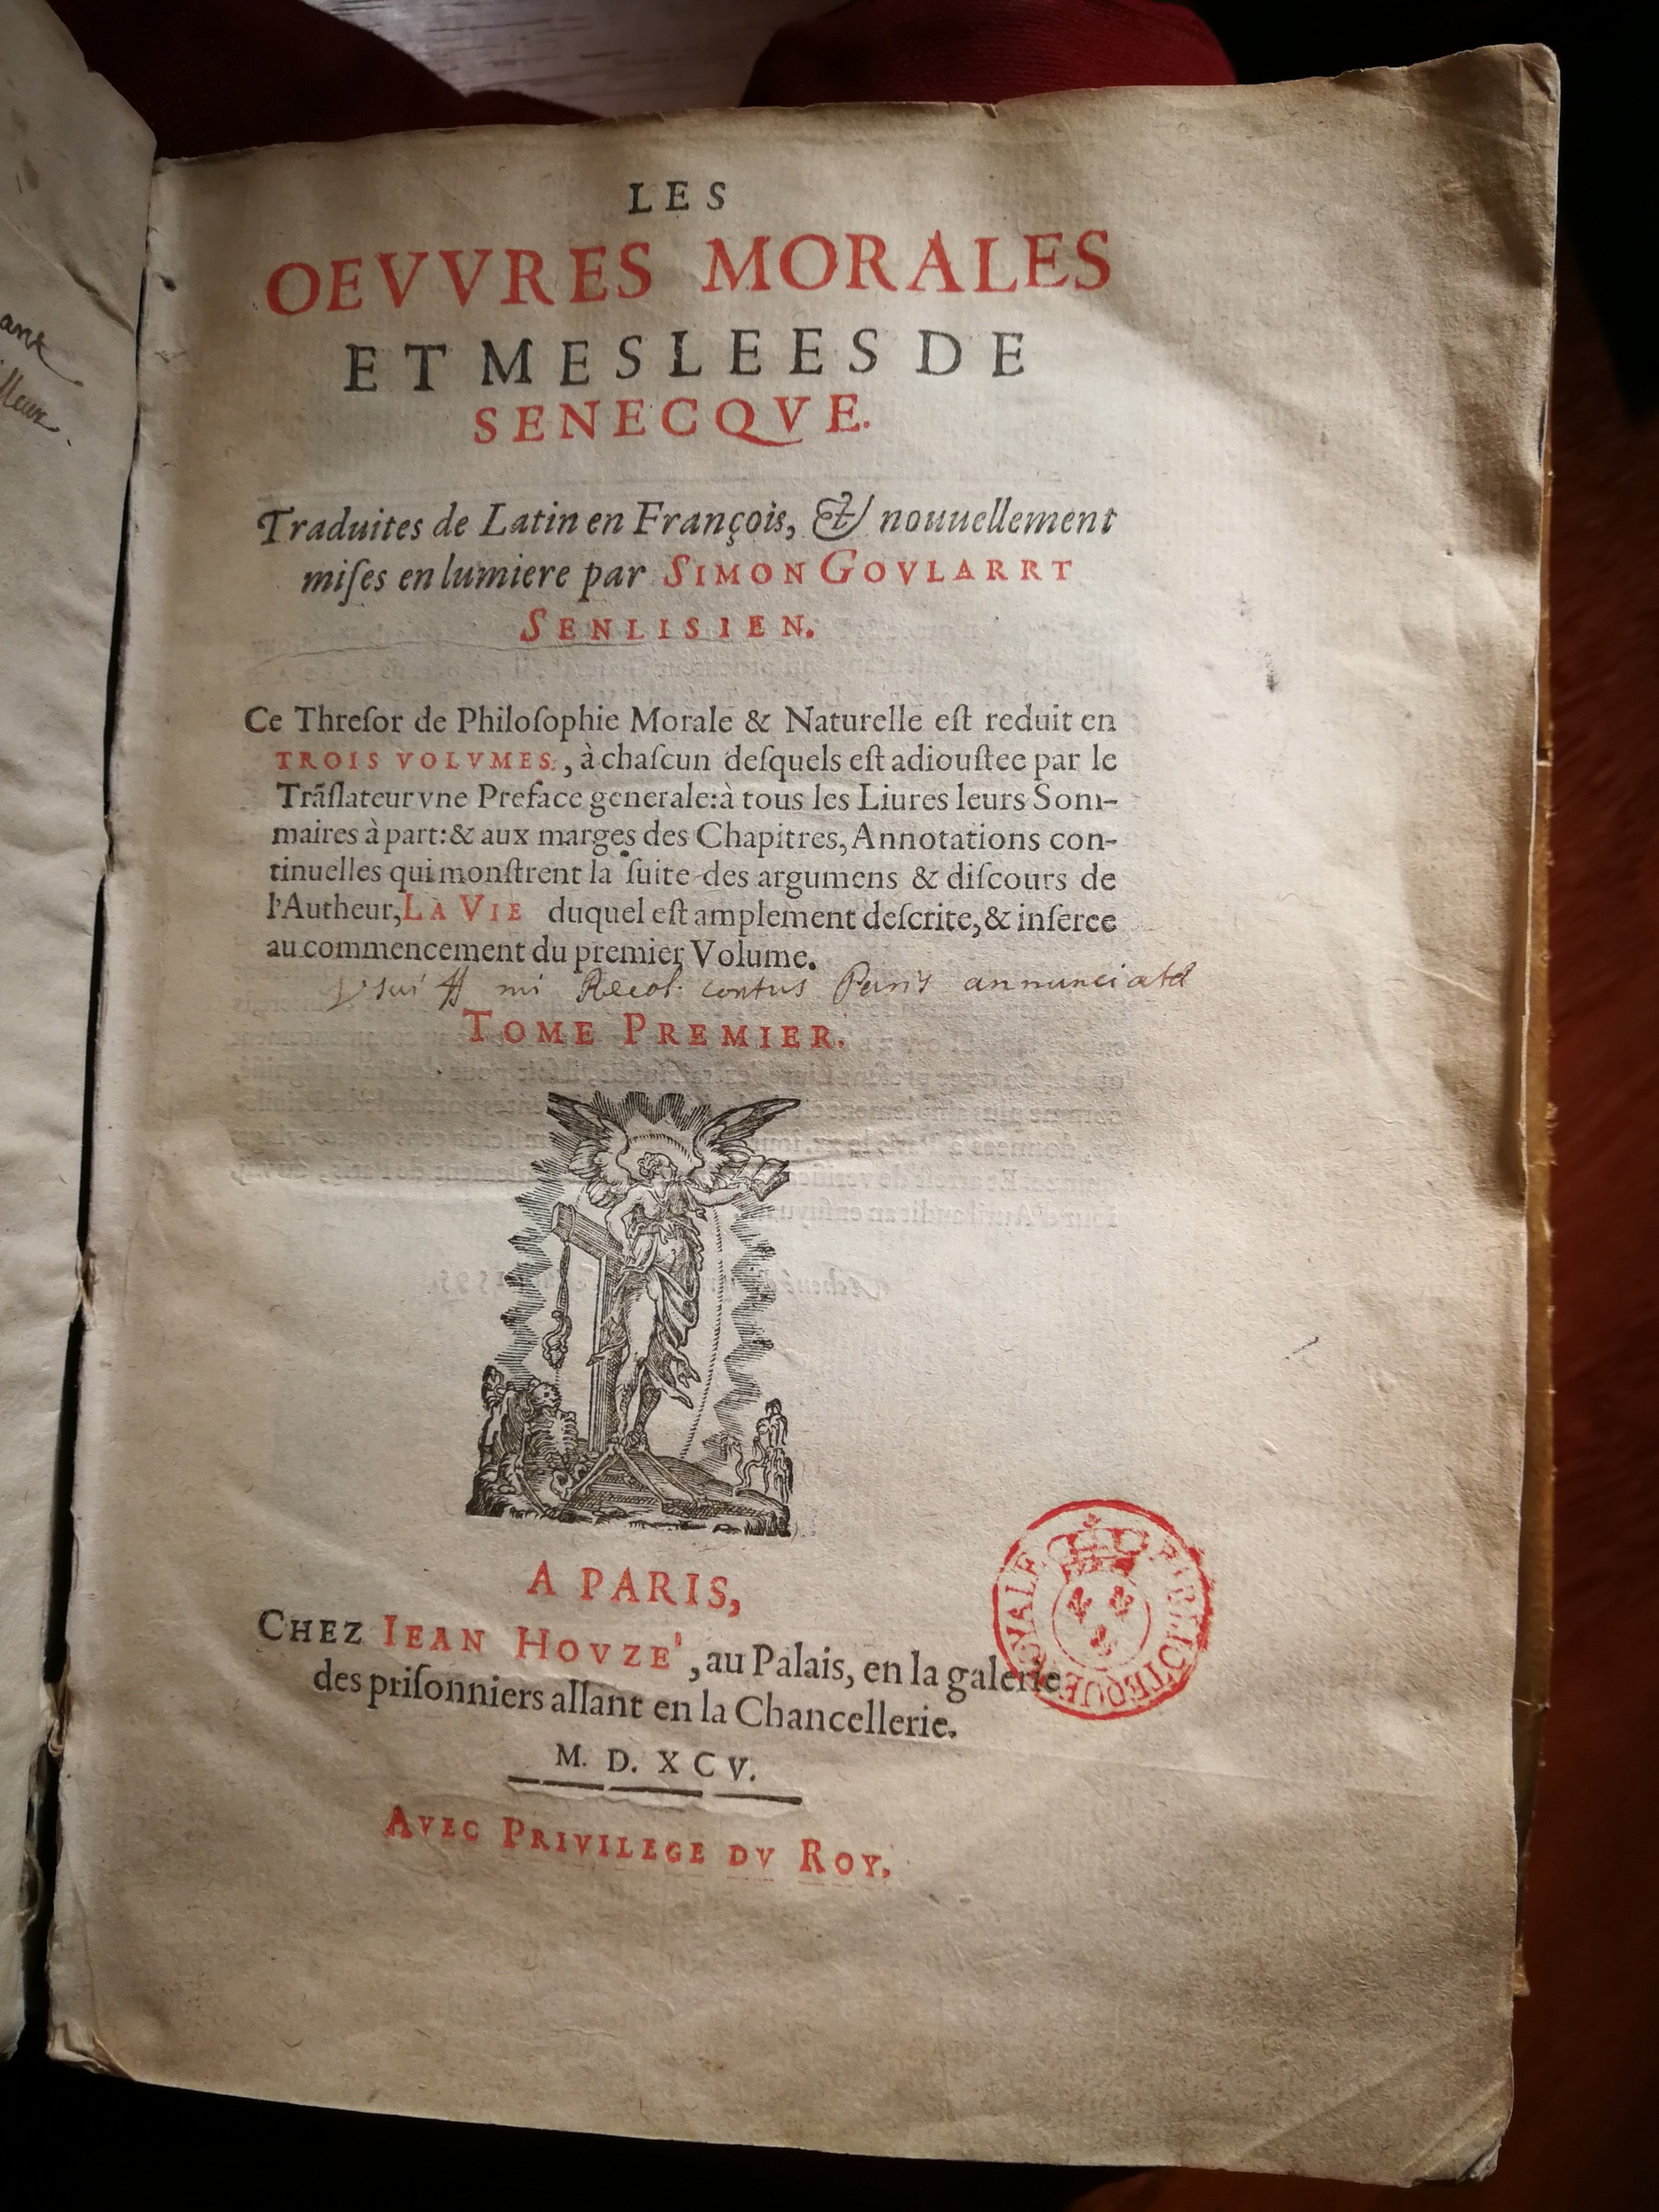 LES
OEVVRES MORALES
ET MESLEES DE
SENECQVE.
Traduites de Latin en François, & nouuellement
miſes en lumiere par SIMON GOVLARRT
SENLISIEN.
Ce Threſor de Philoſophie Morale & Naturelle eſt reduit en
TROIS VOLVMES, à chaſcun deſquels eſt adiouſtee par le
Trãſlateur vne Preface generale: à tous les Liures leurs Som-
maires à part: & aux marges des Chapitres, Annotations con-
tinuelles qui monſtrent la ſuite des argumens & diſcours de
l'Autheur, LA VIE duquel eſt amplement deſcrite, & inſeree
au commencement du premier Volume.
Recol. Paris annunciata
TOME PREMIER.
A PARIS,
CHEZ IEAN HOVZE', au Palais, en la galerie
des priſonniers allant en la Chancellerie.
BIBLIOTEQUE ROYALE
M. D. XCV.
AVEC PRIVILEGE DV ROY.